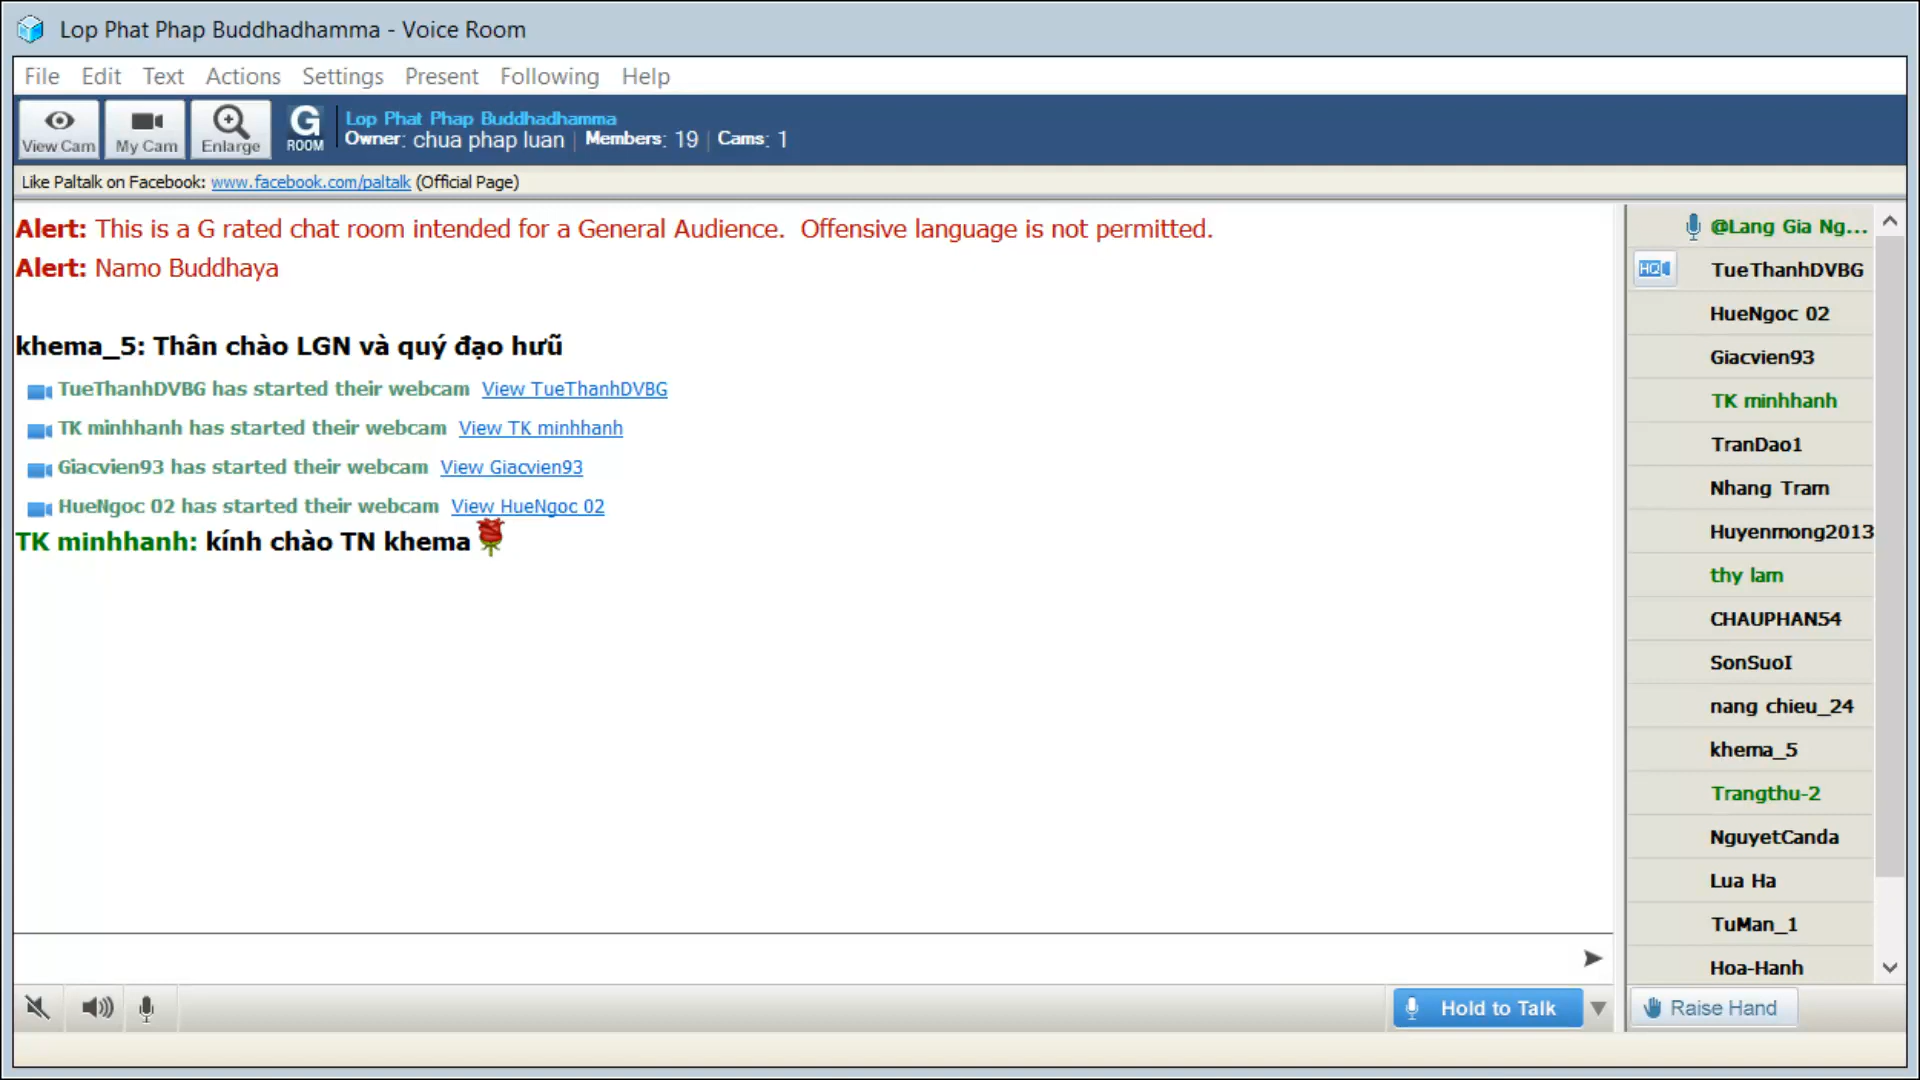 Lop Phat Phap Buddhadhamma - Voice Room
File Edit Text Actions Settings Present Following Help
View Cam My Cam Enlarge G ROOM
Lop Phat Phap Buddhadhamma
Owner: chua phap luan | Members: 19 | Cams: 1
Like Paltalk on Facebook: www.facebook.com/paltalk (Official Page)
Alert: This is a G rated chat room intended for a General Audience.  Offensive language is not permitted.
Alert: Namo Buddhaya
khema_5: Thân chào LGN và quý đạo hưũ
TueThanhDVBG has started their webcam View TueThanhDVBG
TK minhhanh has started their webcam View TK minhhanh
Giacvien93 has started their webcam View Giacvien93
HueNgoc 02 has started their webcam View HueNgoc 02
TK minhhanh: kính chào TN khema
@Lang Gia Ng...
HQ TueThanhDVBG
HueNgoc 02
Giacvien93
TK minhhanh
TranDao1
Nhang Tram
Huyenmong2013
thy lam
CHAUPHAN54
SonSuoI
nang chieu_24
khema_5
Trangthu-2
NguyetCanda
Lua Ha
TuMan_1
Hoa-Hanh
Hold to Talk
Raise Hand